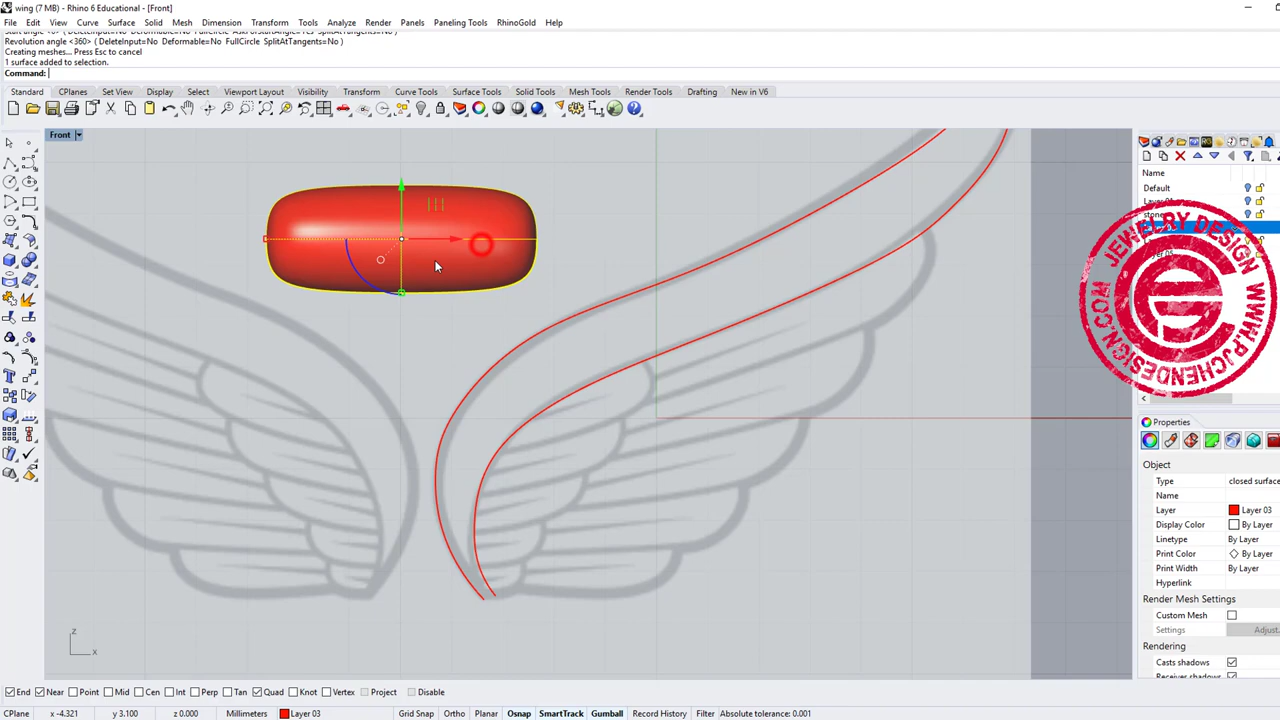 wing (7 MB) - Rhino 6 Educational - [Front]
File Edit View Curve Surface Solid Mesh Dimension Transform Tools Analyze Render Panels Paneling Tools RhinoGold Help
Revolution angle <360> ( DeleteInput=No Deformable=No FullCircle SplitAtTangents=No )
Creating meshes... Press Esc to cancel
1 surface added to selection.
Command:
Standard CPlanes Set View Display Select Viewport Layout Visibility Transform Curve Tools Surface Tools Solid Tools Mesh Tools Render Tools Drafting New in V6
Front
Name
Default
JEWELRY DESIGN
WWW.PJCHENDESIGN.COM
Properties
Object
Type closed surface
Name
Layer Layer 03
Display Color By Layer
Linetype By Layer
Print Color By Layer
Print Width By Layer
Hyperlink
Render Mesh Settings
Custom Mesh
Settings Adjust.
Rendering
Casts shadows
z
x
End Near Point Mid Cen Int Perp Tan Quad Knot Vertex Project Disable
CPlane x -4.321 y 3.100 z 0.000 Millimeters Layer 03 Grid Snap Ortho Planar Osnap SmartTrack Gumball Record History Filter Absolute tolerance: 0.001